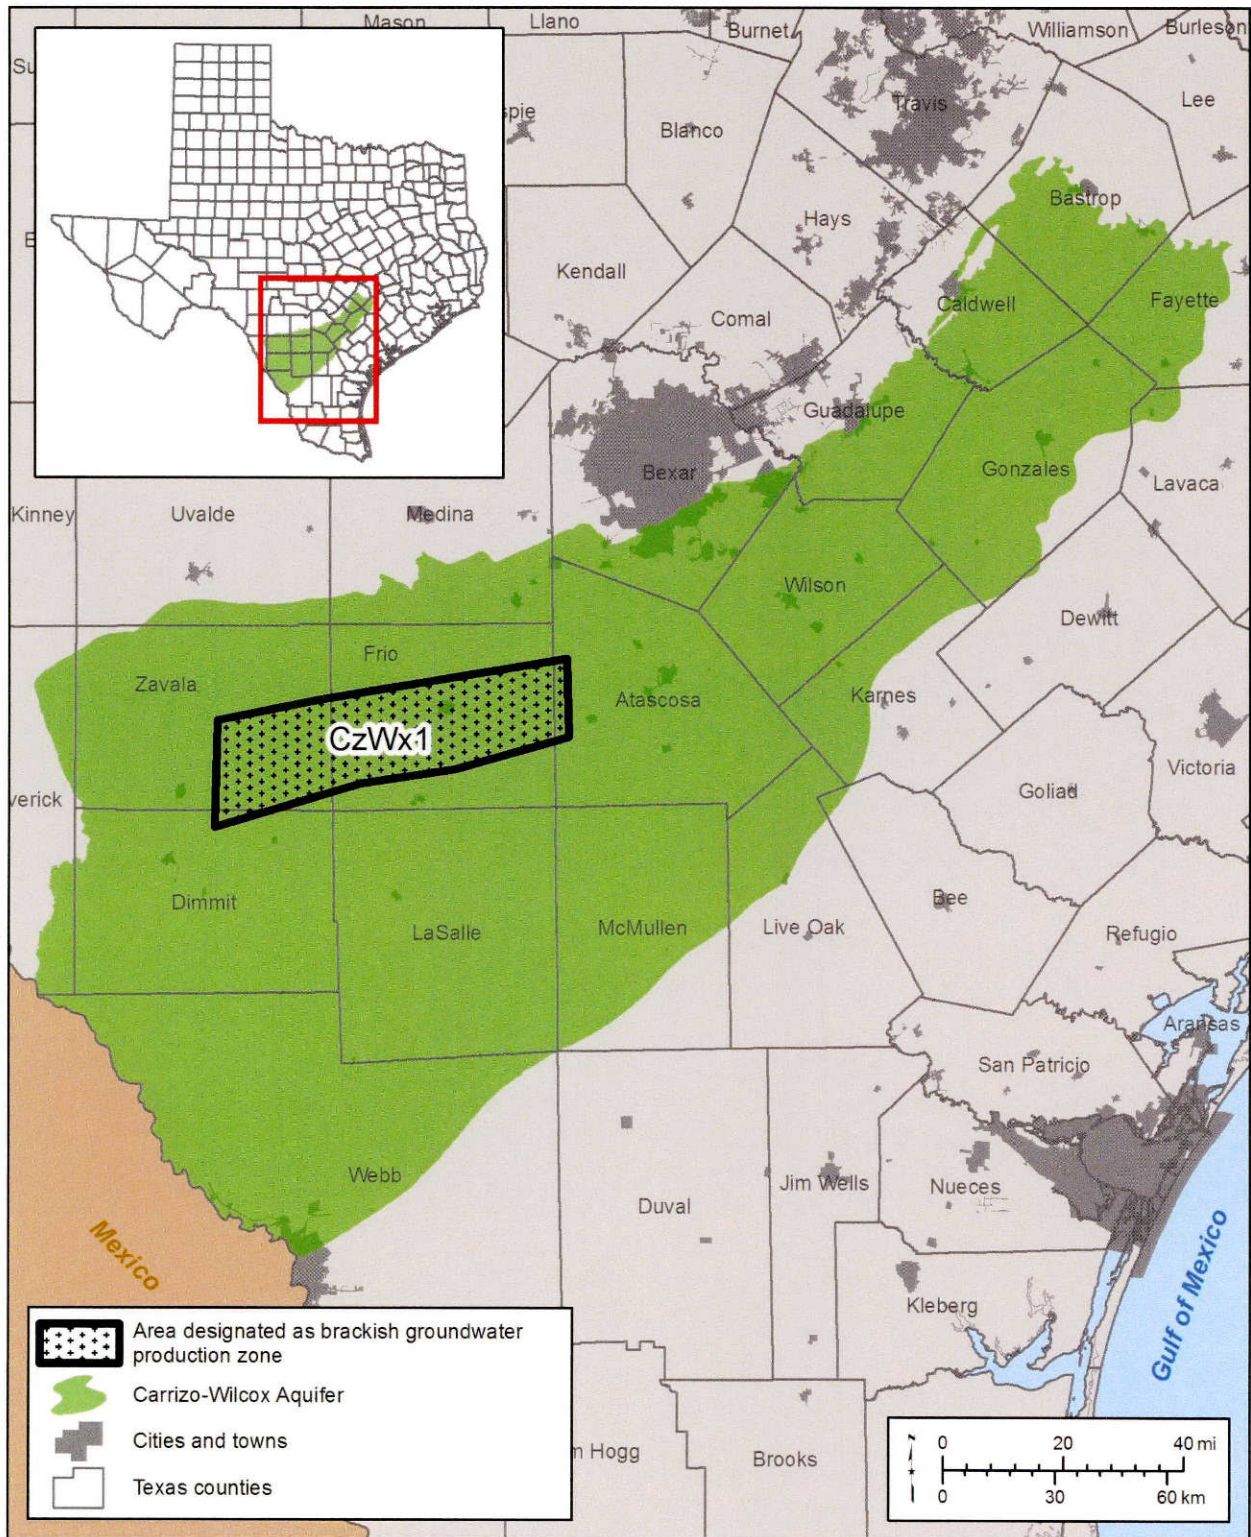 Mason
Llano
Burnet
Williamson
Burleson
Su
spie
Blanco
Travis
Lee
E
Hays
Bastrop
Kendall
Comal
Caldwell
Fayette
Guadalupe
Bexar
Gonzales
Lavaca
Kinney
Uvalde
Medina
Wilson
Dewitt
Zavala
Frio
Atascosa
Karnes
CzWx1
Victoria
verick
Goliad
Dimmit
LaSalle
McMullen
Live Oak
Bee
Refugio
Aransas
San Patricio
Webb
Duval
Jim Wells
Nueces
Mexico
Kleberg
Gulf of Mexico
m Hogg
Brooks
Area designated as brackish groundwater
production zone
Carrizo-Wilcox Aquifer
Cities and towns
Texas counties
N
0 20 40 mi
0 30 60 km